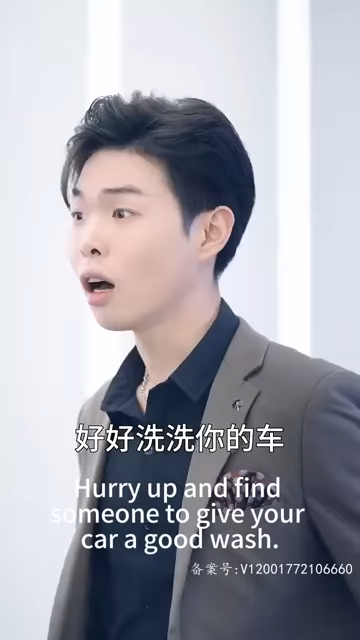 好好洗洗你的车
Hurry up and find
someone to give your
car a good wash.
备案号:V12001772106660